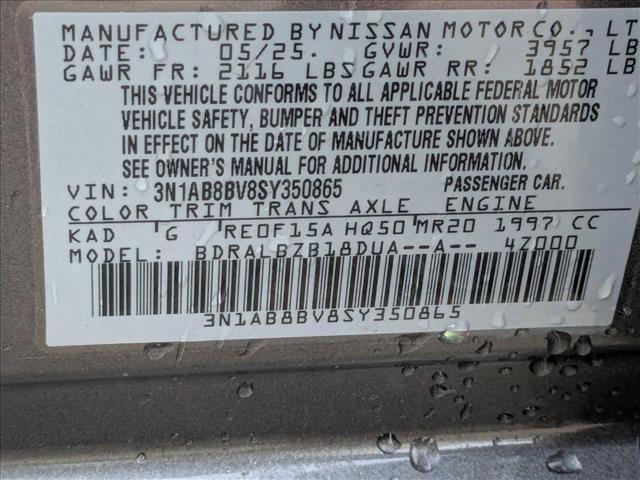 MANUFACTURED BY NISSAN MOTOR CO., LT
DATE: 05/25. GVWR: 3957 LB
GAWR FR: 2116 LBS GAWR RR: 1852 LB
THIS VEHICLE CONFORMS TO ALL APPLICABLE FEDERAL MOTOR
VEHICLE SAFETY, BUMPER AND THEFT PREVENTION STANDARDS
IN EFFECT ON THE DATE OF MANUFACTURE SHOWN ABOVE.
SEE OWNER'S MANUAL FOR ADDITIONAL INFORMATION.
VIN: 3N1AB8BV8SY350865 PASSENGER CAR.
COLOR TRIM TRANS AXLE ENGINE
KAD G RE0F15A HQ50 MR20 1997 CC
MODEL: BDRALBZB18DUA--A-- 4Z000
3N1AB8BV8SY350865